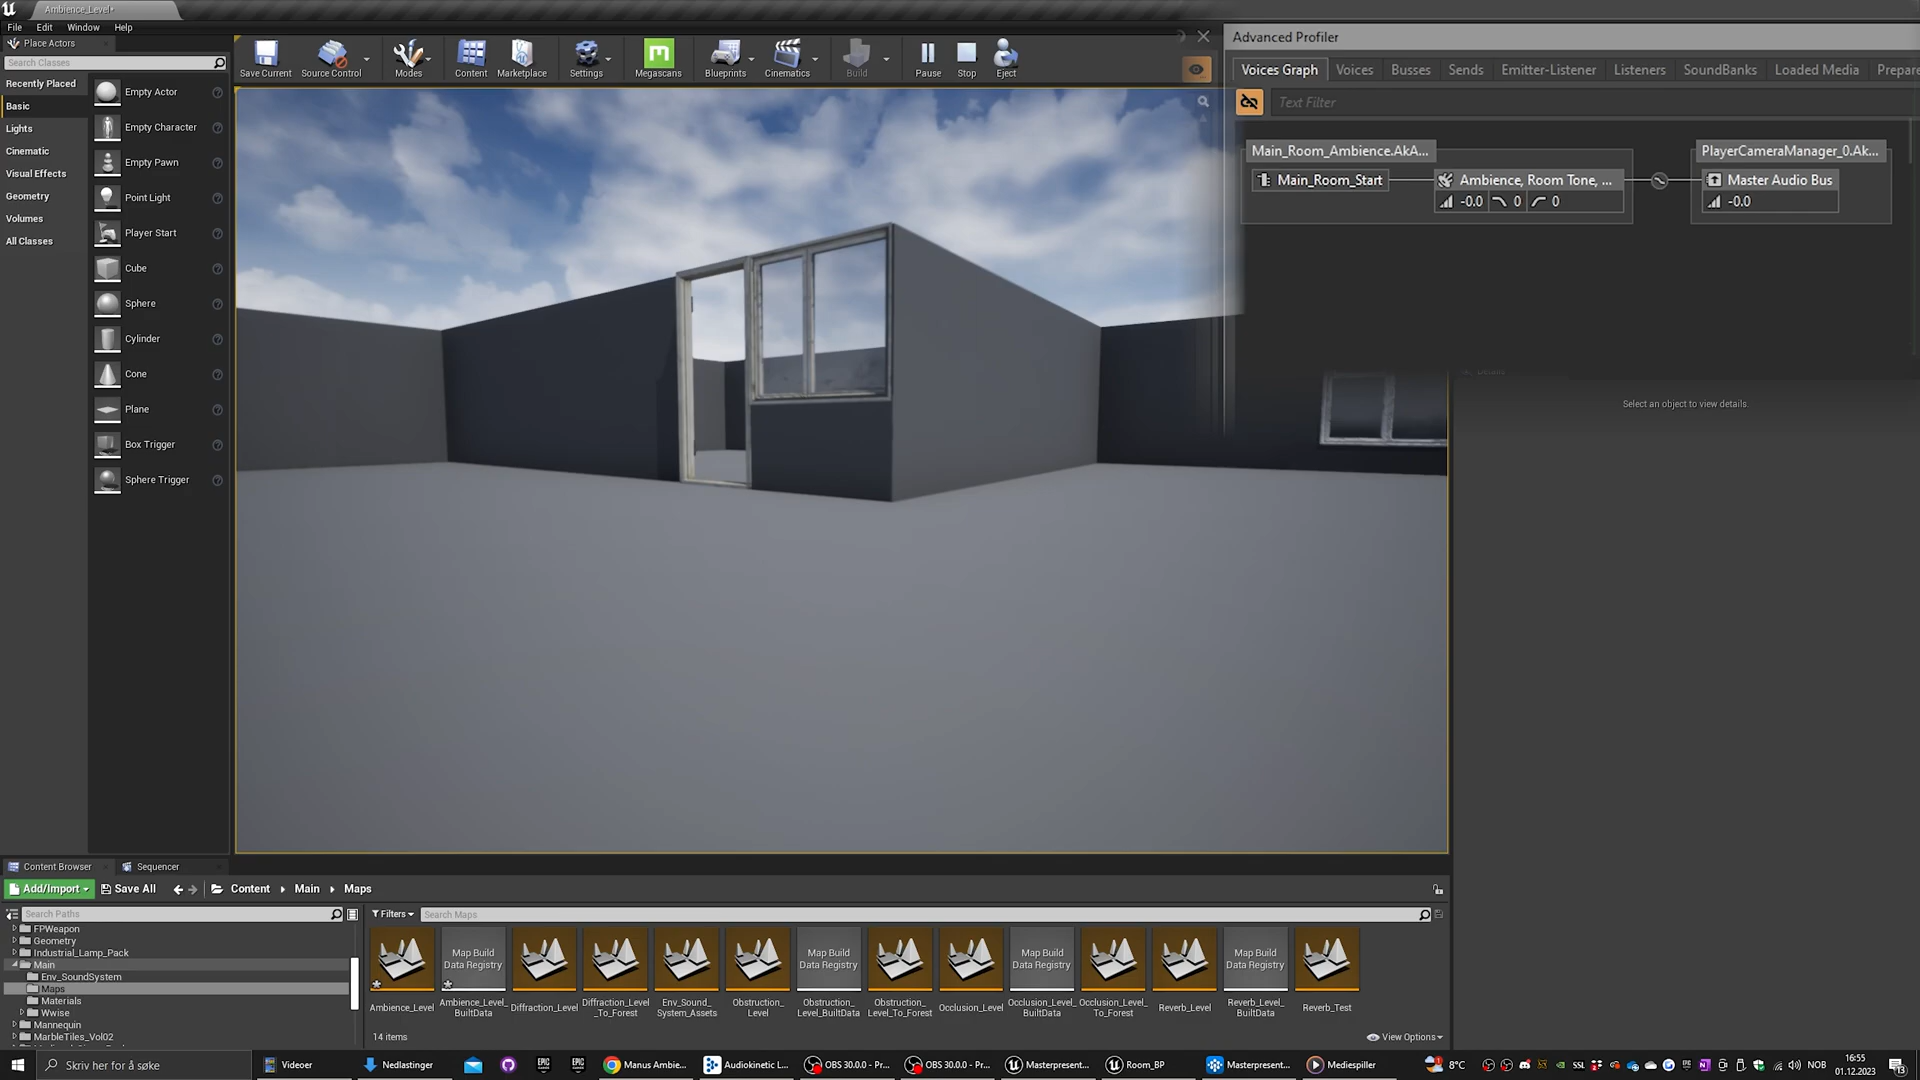 Ambience_Level*
File Edit Window Help
Place Actors
Search Classes
Recently Placed
Basic
Lights
Cinematic
Visual Effects
Geometry
Volumes
All Classes
Empty Actor
Empty Character
Empty Pawn
Point Light
Player Start
Cube
Sphere
Cylinder
Cone
Plane
Box Trigger
Sphere Trigger
Save Current Source Control Modes Content Marketplace Settings Megascans Blueprints Cinematics Build Pause Stop Eject
Advanced Profiler
Voices Graph Voices Busses Sends Emitter-Listener Listeners SoundBanks Loaded Media Prepare
Text Filter
Main_Room_Ambience.AkA...
Main_Room_Start
Ambience, Room Tone, ...
-0.0 0 0
PlayerCameraManager_0.Ak...
Master Audio Bus
-0.0
Details
Select an object to view details.
Content Browser Sequencer
Add/Import Save All Content Main Maps
Search Paths
FPWeapon
Geometry
Industrial_Lamp_Pack
Main
Env_SoundSystem
Maps
Materials
Wwise
Mannequin
MarbleTiles_Vol02
Filters Search Maps
Map Build Data Registry
Map Build Data Registry
Map Build Data Registry
Map Build Data Registry
Ambience_Level
Ambience_Level_BuiltData
Diffraction_Level
Diffraction_Level_To_Forest
Env_Sound_System_Assets
Obstruction_Level
Obstruction_Level_BuiltData
Obstruction_Level_To_Forest
Occlusion_Level
Occlusion_Level_BuiltData
Occlusion_Level_To_Forest
Reverb_Level
Reverb_Level_BuiltData
Reverb_Test
14 items
View Options
Skriv her for å søke
Videoer
Nedlastinger
Manus Ambie...
Audiokinetic L...
OBS 30.0.0 - Pr...
OBS 30.0.0 - Pr...
Masterpresent...
Room_BP
Masterpresent...
Mediespiller
8°C
NOB
16:55
01.12.2023